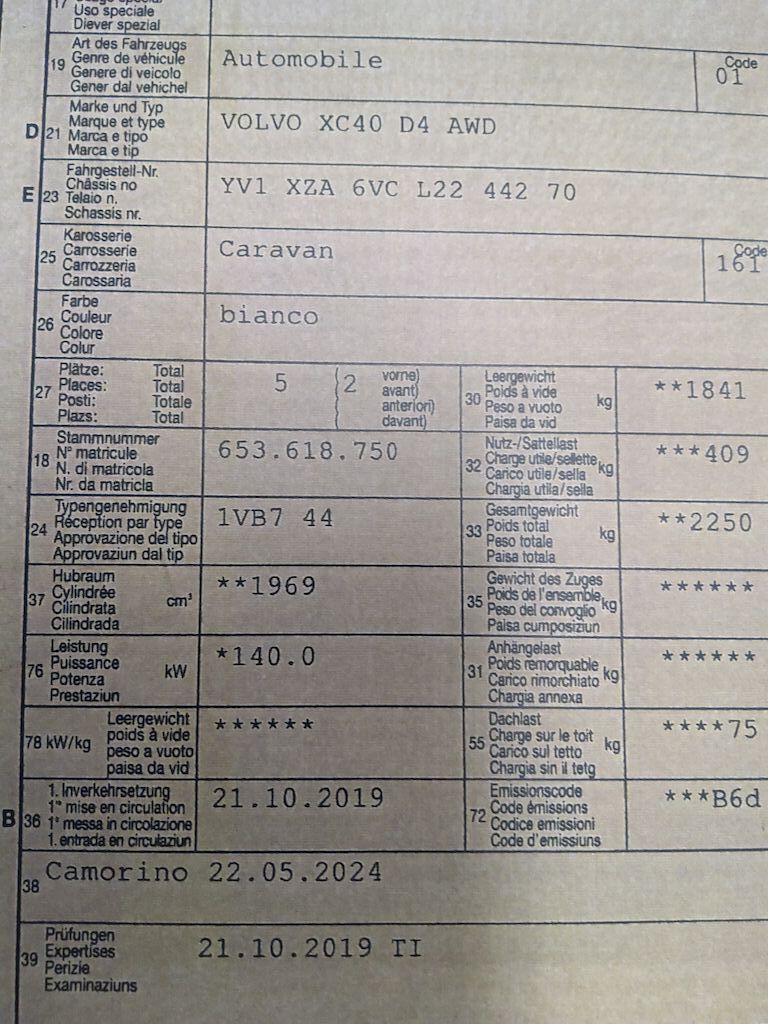 17
Uso speciale
Diever spezial
19
Art des Fahrzeugs
Genre de véhicule
Genere di veicolo
Gener dal vehichel
Automobile
Code
01
D 21
Marke und Typ
Marque et type
Marca e tipo
Marca e tip
VOLVO XC40 D4 AWD
E 23
Fahrgestell-Nr.
Châssis no
Telaio n.
Schassis nr.
YV1 XZA 6VC L22 442 70
25
Karosserie
Carrosserie
Carrozzeria
Carossaria
Caravan
Code
161
26
Farbe
Couleur
Colore
Colur
bianco
27
Plätze: Total
Places: Total
Posti: Totale
Plazs: Total
5
2
vorne)
avant)
anteriori)
davant)
30
Leergewicht
Poids à vide
Peso a vuoto
Paisa da vid
kg
**1841
18
Stammnummer
N° matricule
N. di matricola
Nr. da matricla
653.618.750
32
Nutz-/Sattellast
Charge utile/sellette
Carico utile/sella
Chargia utila/sella
kg
***409
24
Typengenehmigung
Réception par type
Approvazione del tipo
Approvaziun dal tip
1VB7 44
33
Gesamtgewicht
Poids total
Peso totale
Paisa totala
kg
**2250
37
Hubraum
Cylindrée
Cilindrata
Cilindrada
cm³
**1969
35
Gewicht des Zuges
Poids de l'ensemble
Peso del convoglio
Paisa cumposiziun
kg
******
76
Leistung
Puissance
Potenza
Prestaziun
kW
*140.0
31
Anhängelast
Poids remorquable
Carico rimorchiato
Chargia annexa
kg
******
78 kW/kg
Leergewicht
poids à vide
peso a vuoto
paisa da vid
******
55
Dachlast
Charge sur le toit
Carico sul tetto
Chargia sin il tetg
kg
****75
B 36
1. Inverkehrsetzung
1re mise en circulation
1a messa in circolazione
1. entrada en circulaziun
21.10.2019
72
Emissionscode
Code émissions
Codice emissioni
Code d'emissiuns
***B6d
38
Camorino 22.05.2024
39
Prüfungen
Expertises
Perizie
Examinaziuns
21.10.2019 TI